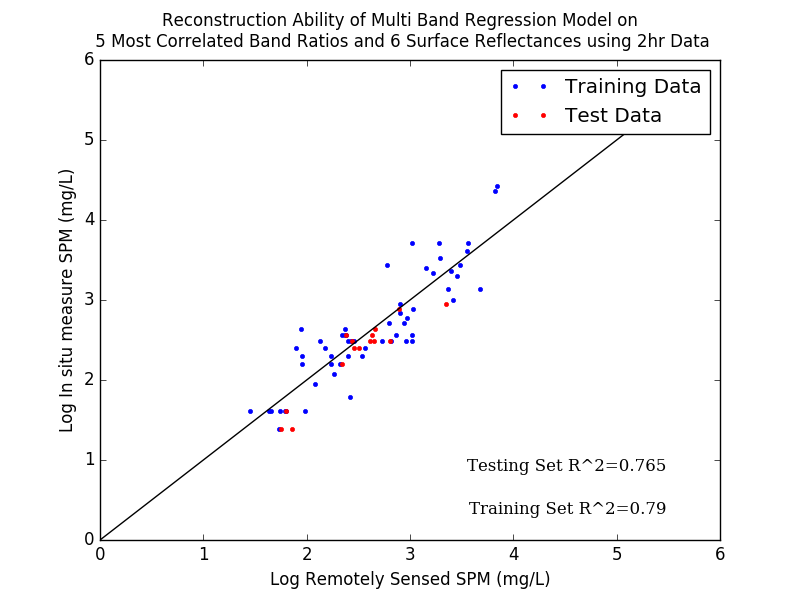 Reconstruction Ability of Multi Band Regression Model on
5 Most Correlated Band Ratios and 6 Surface Reflectances using 2hr Data
Training Data
Test Data
6
5
4
3
2
1
0
Log In situ measure SPM (mg/L)
Testing Set R^2=0.765
Training Set R^2=0.79
0 1 2 3 4 5 6
Log Remotely Sensed SPM (mg/L)